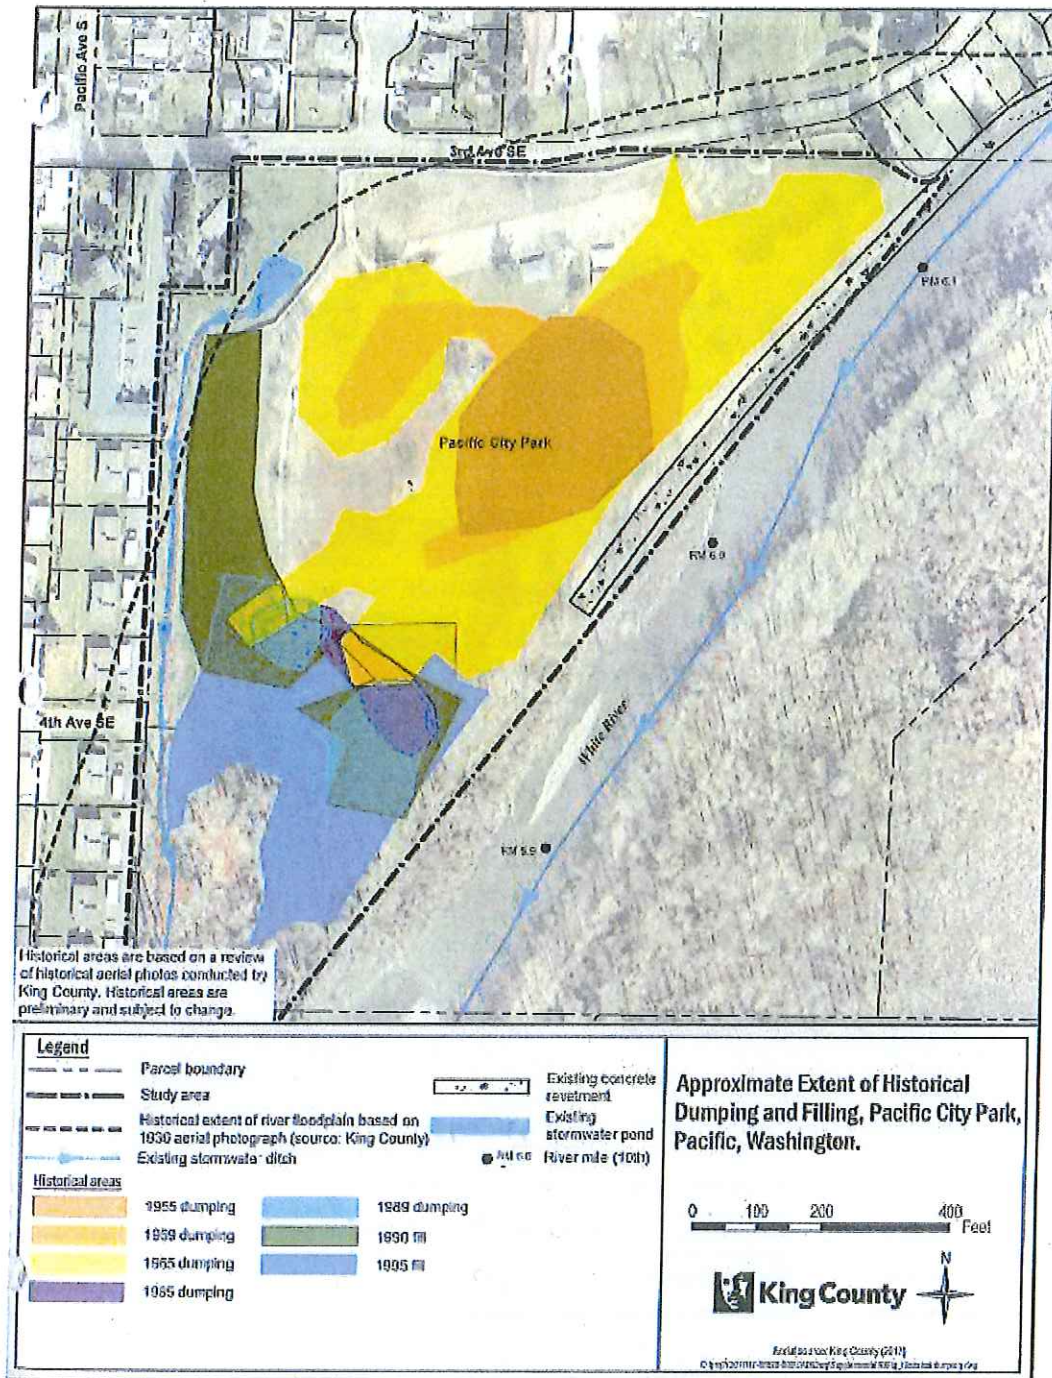 Pacific Ave S
3rd Ave SE
RM 6.1
Pacific City Park
RM 6.0
4th Ave SE
White River
RM 5.9
Historical areas are based on a review
of historical aerial photos conducted by
King County. Historical areas are
preliminary and subject to change.
Legend
Parcel boundary
Study area
Historical extent of river floodplain based on
1936 aerial photograph (source: King County)
Existing stormwater ditch
Existing concrete
revetment
Existing
stormwater pond
River mile (10th)
Historical areas
1955 dumping
1959 dumping
1965 dumping
1985 dumping
1989 dumping
1990 fill
1995 fill
Approximate Extent of Historical
Dumping and Filling, Pacific City Park,
Pacific, Washington.
0 100 200 400
Feet
N
King County